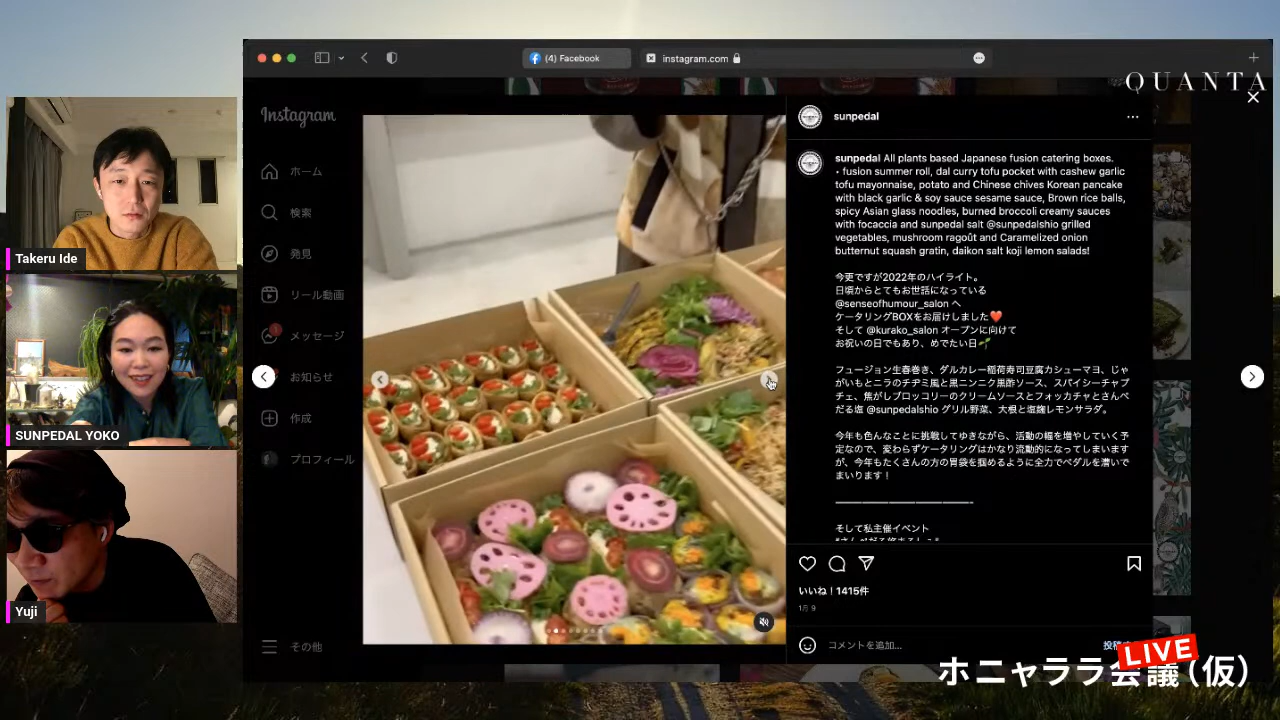 (4) Facebook
instagram.com
QUANTA
Instagram
ホーム
検索
発見
リール動画
メッセージ
お知らせ
作成
プロフィール
その他
Takeru Ide
SUNPEDAL YOKO
Yuji
sunpedal
sunpedal All plants based Japanese fusion catering boxes.
• fusion summer roll, dal curry tofu pocket with cashew garlic
tofu mayonnaise, potato and Chinese chives Korean pancake
with black garlic & soy sauce sesame sauce, Brown rice balls,
spicy Asian glass noodles, burned broccoli creamy sauces
with focaccia and sunpedal salt @sunpedalshio grilled
vegetables, mushroom ragoût and Caramelized onion
butternut squash gratin, daikon salt koji lemon salads!
今更ですが2022年のハイライト。
日頃からとてもお世話になっている
@senseofhumour_salon へ
ケータリングBOXをお届けしました❤️
そして @kurako_salon オープンに向けて
お祝いの日でもあり、めでたい日🌱
フュージョン生春巻き、ダルカレー稲荷寿司豆腐カシューマヨ、じゃ
がいもとニラのチヂミ風と黒ニンニク黒酢ソース、スパイシーチャプ
チェ、焦がしブロッコリーのクリームソースとフォッカチャとさんぺ
だる塩 @sunpedalshio グリル野菜、大根と塩麹レモンサラダ。
今年も色んなことに挑戦してゆきながら、活動の幅を増やしていく予
定なので、変わらずケータリングはかなり流動的になってしまいます
が、今年もたくさんの方の胃袋を掴めるように全力でペダルを漕いで
まいります！
そして私主催イベント
いいね！1415件
1月 9
コメントを追加...
LIVE
ホニャララ会議(仮)